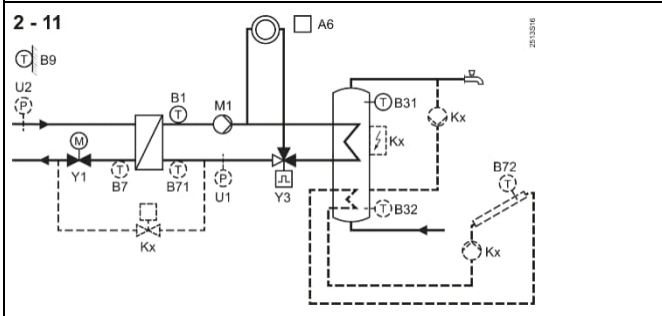 2 - 11
A6
2513S16
T B9
U2
P
B1
T
M1
T B31
P Kx
Kx
M
Y1
T
B7
T
B71
P
U1
Y3
B72
T
T B32
Kx
Kx